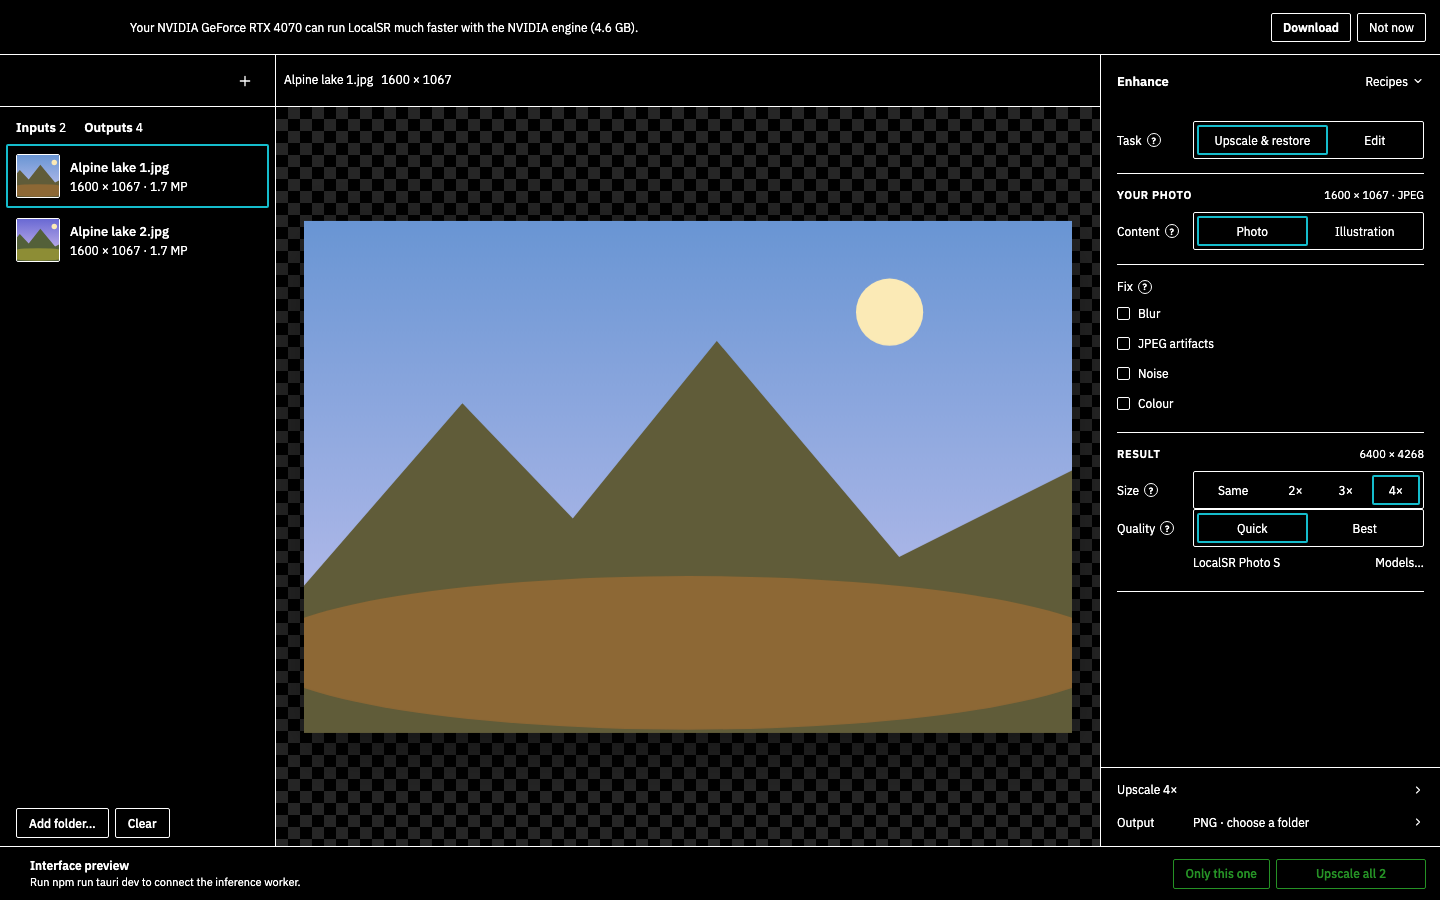 Your NVIDIA GeForce RTX 4070 can run LocalSR much faster with the NVIDIA engine (4.6 GB).
Download
Not now
+
Alpine lake 1.jpg 1600 × 1067
Enhance
Recipes
Inputs 2
Outputs 4
Alpine lake 1.jpg
1600 × 1067 · 1.7 MP
Alpine lake 2.jpg
1600 × 1067 · 1.7 MP
Task ?
Upscale & restore
Edit
YOUR PHOTO
1600 × 1067 · JPEG
Content ?
Photo
Illustration
Fix ?
Blur
JPEG artifacts
Noise
Colour
RESULT
6400 × 4268
Size ?
Same
2×
3×
4×
Quality ?
Quick
Best
LocalSR Photo S
Models...
Upscale 4×
Output
PNG · choose a folder
Add folder...
Clear
Interface preview
Run npm run tauri dev to connect the inference worker.
Only this one
Upscale all 2